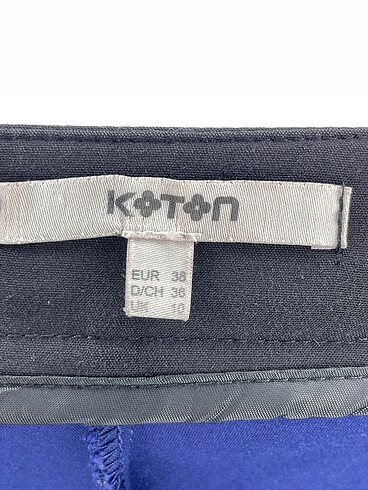 KOTON
EUR 38
D/CH 36
UK 10